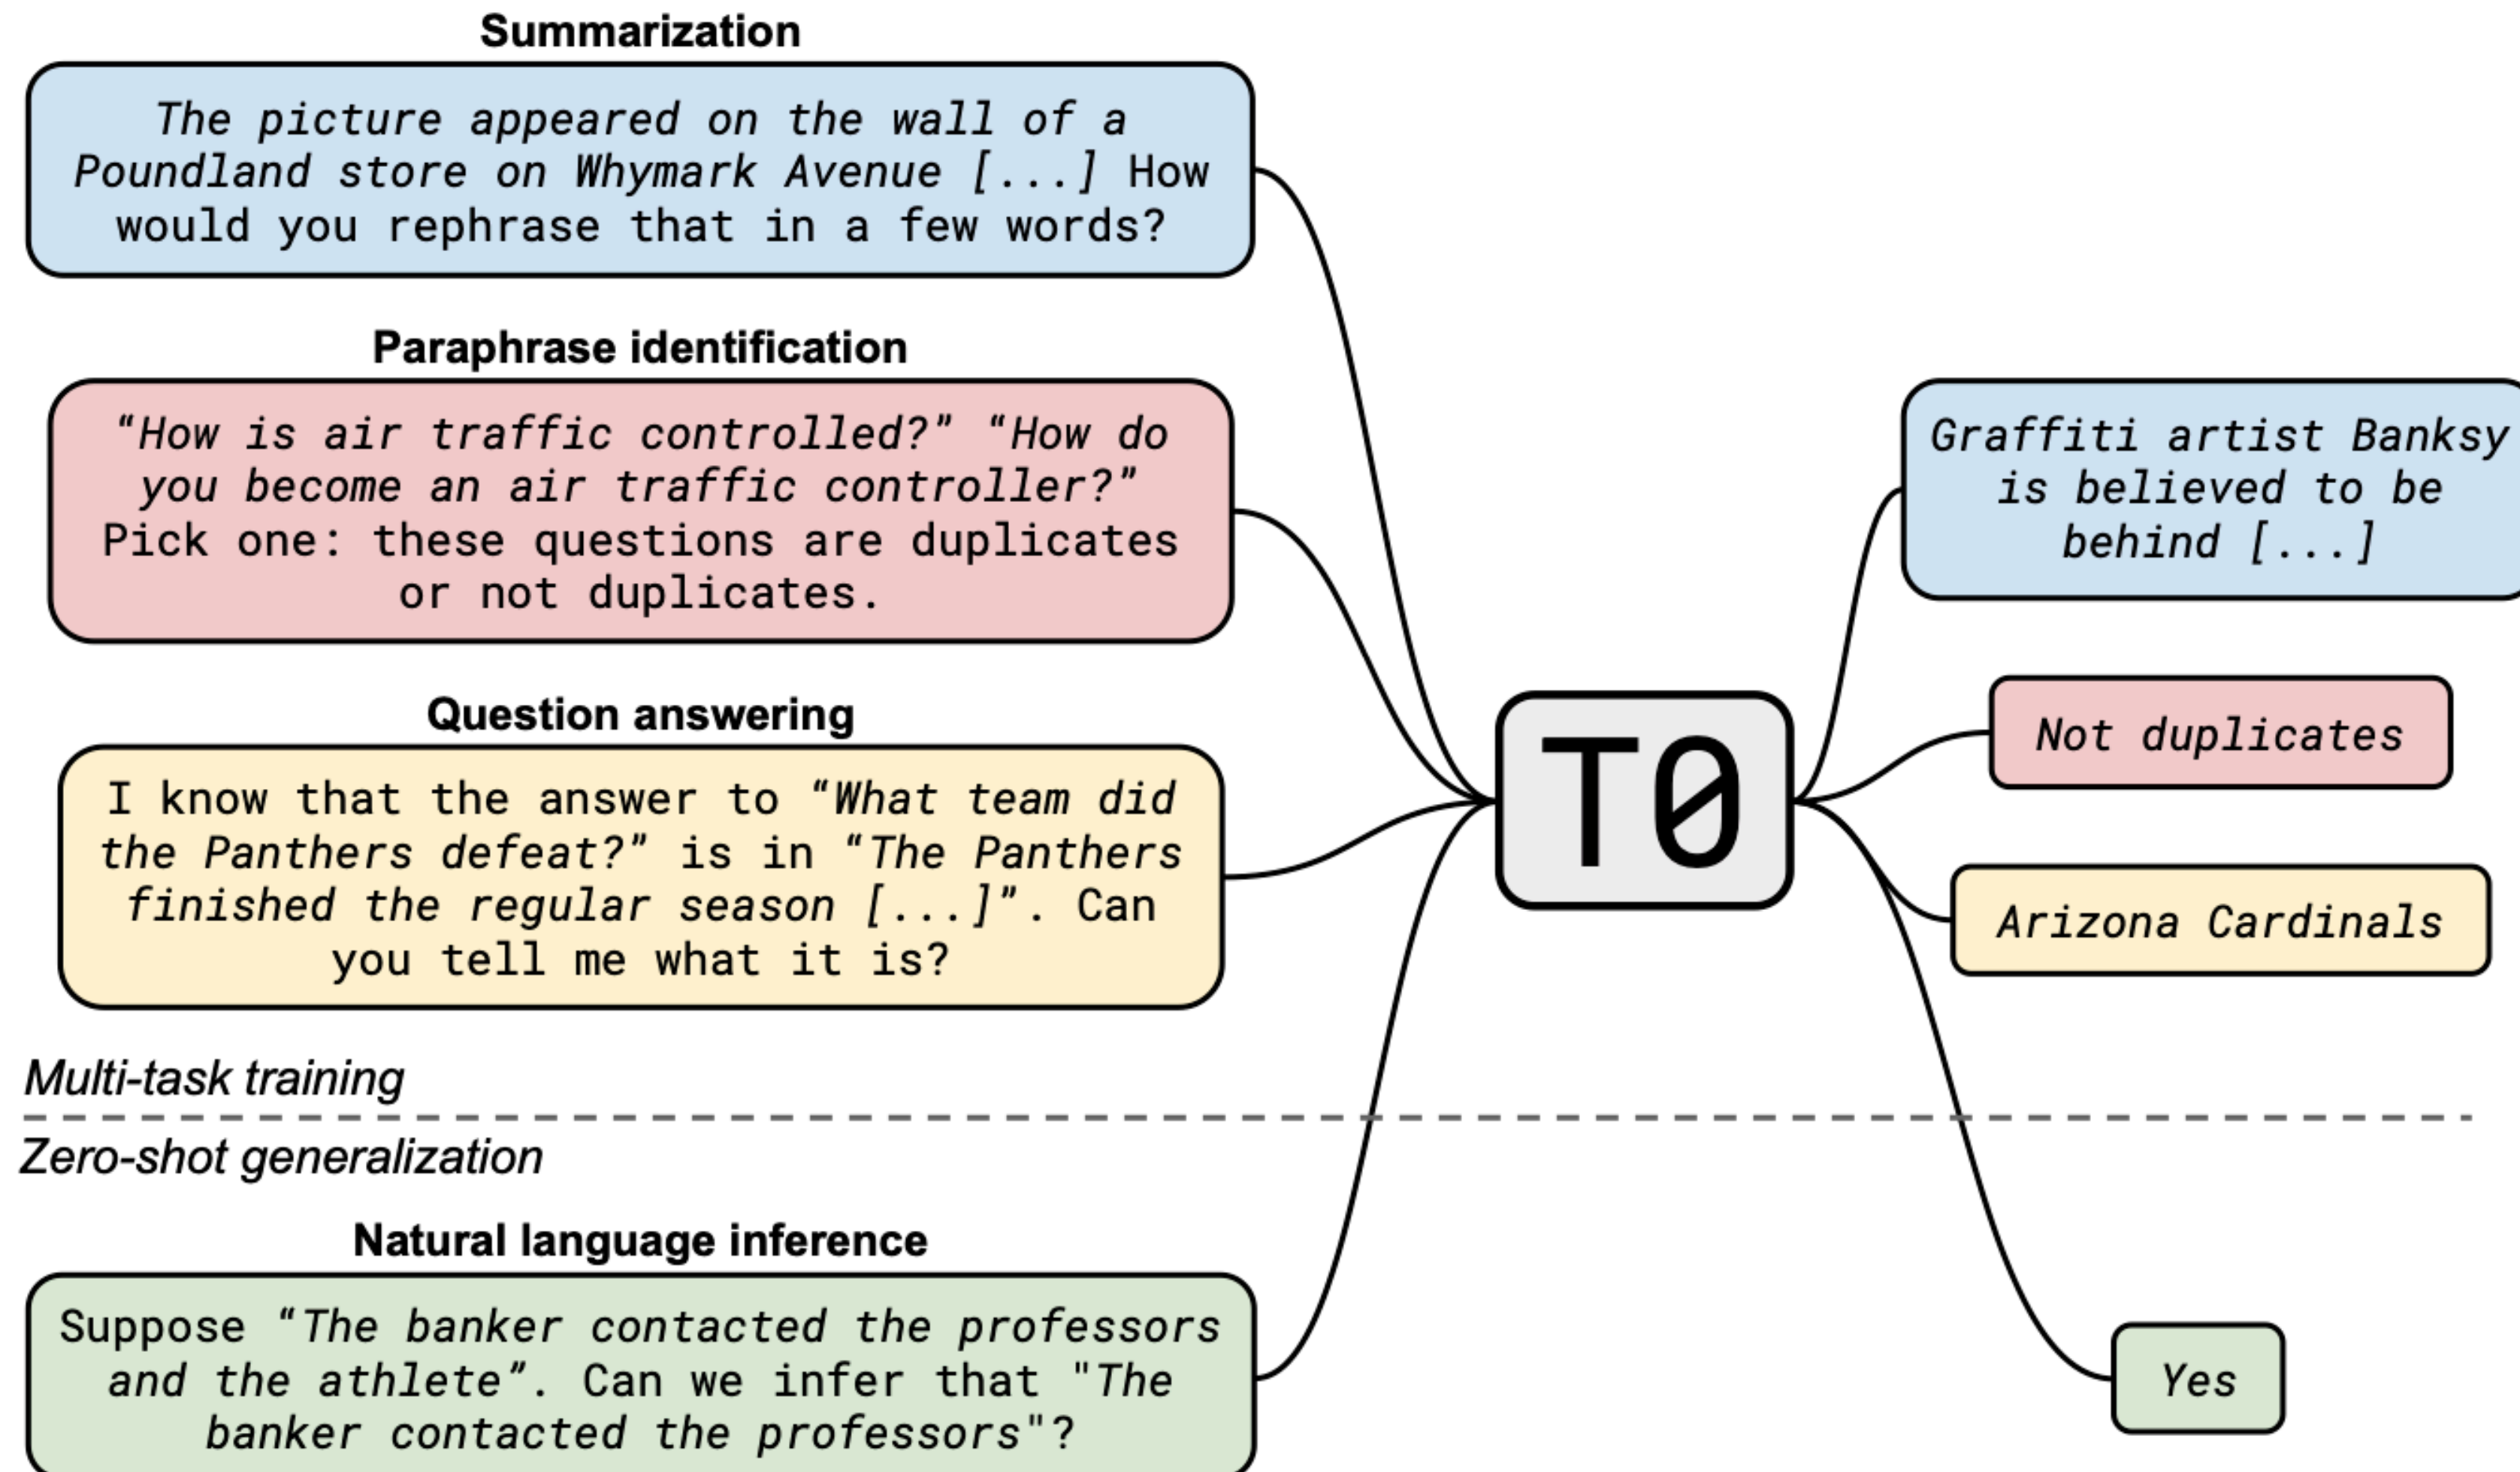 Summarization
The picture appeared on the wall of a
Poundland store on Whymark Avenue [...] How
would you rephrase that in a few words?
Paraphrase identification
“How is air traffic controlled?” “How do
you become an air traffic controller?”
Pick one: these questions are duplicates
or not duplicates.
Question answering
I know that the answer to “What team did
the Panthers defeat?” is in “The Panthers
finished the regular season [...]”. Can
you tell me what it is?
Multi-task training
Zero-shot generalization
Natural language inference
Suppose “The banker contacted the professors
and the athlete”. Can we infer that "The
banker contacted the professors"?
T0
Graffiti artist Banksy
is believed to be
behind [...]
Not duplicates
Arizona Cardinals
Yes